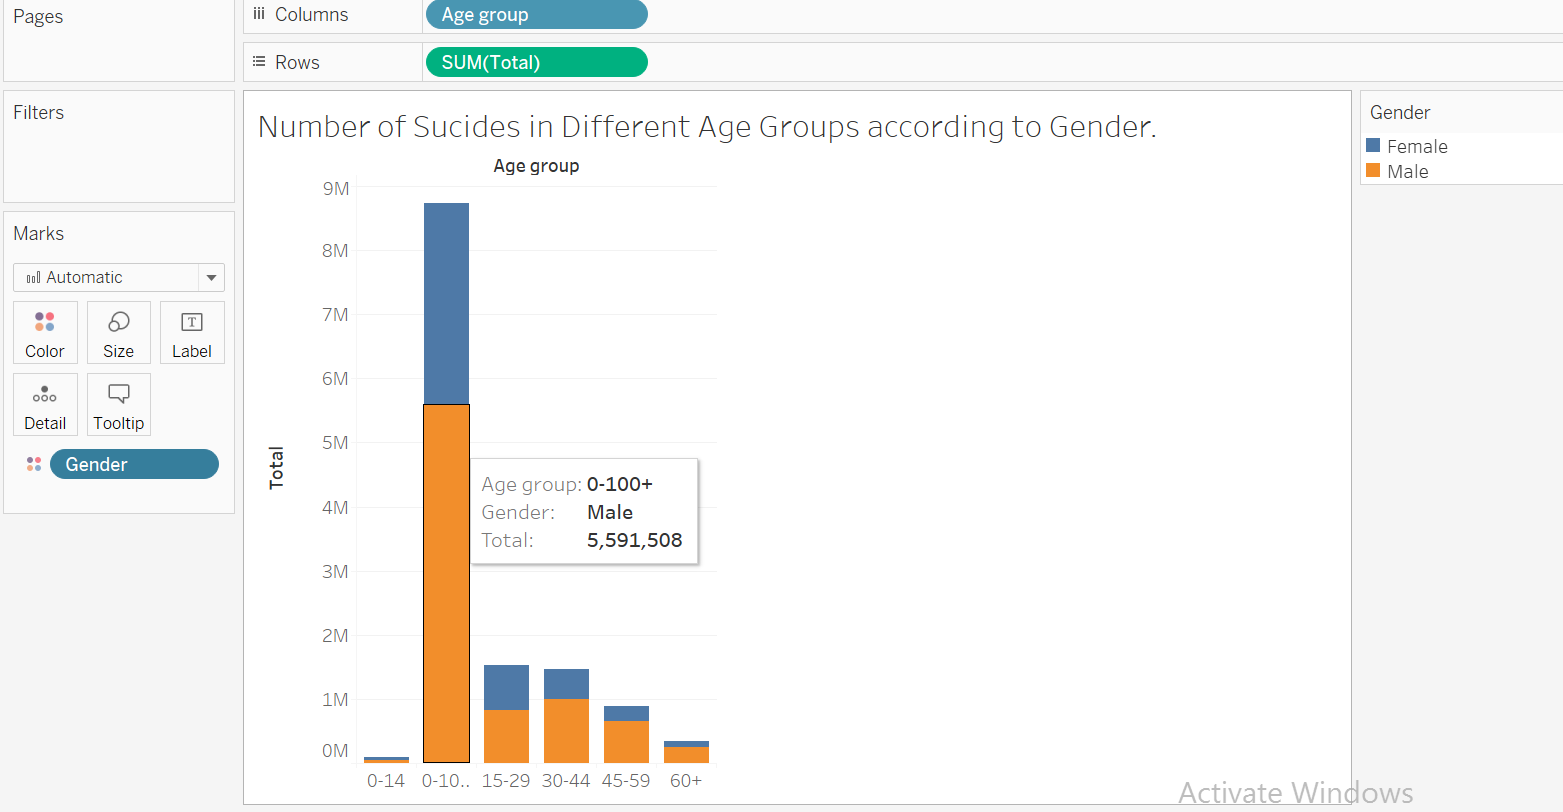 Pages
Columns
Age group
Rows
SUM(Total)
Filters
Marks
Automatic
Color
Size
Label
Detail
Tooltip
Gender
Number of Sucides in Different Age Groups according to Gender.
Age group
9M
8M
7M
6M
5M
4M
3M
2M
1M
0M
Total
Age group: 0-100+
Gender: Male
Total: 5,591,508
0-14 0-10.. 15-29 30-44 45-59 60+
Gender
Female
Male
Activate Windows